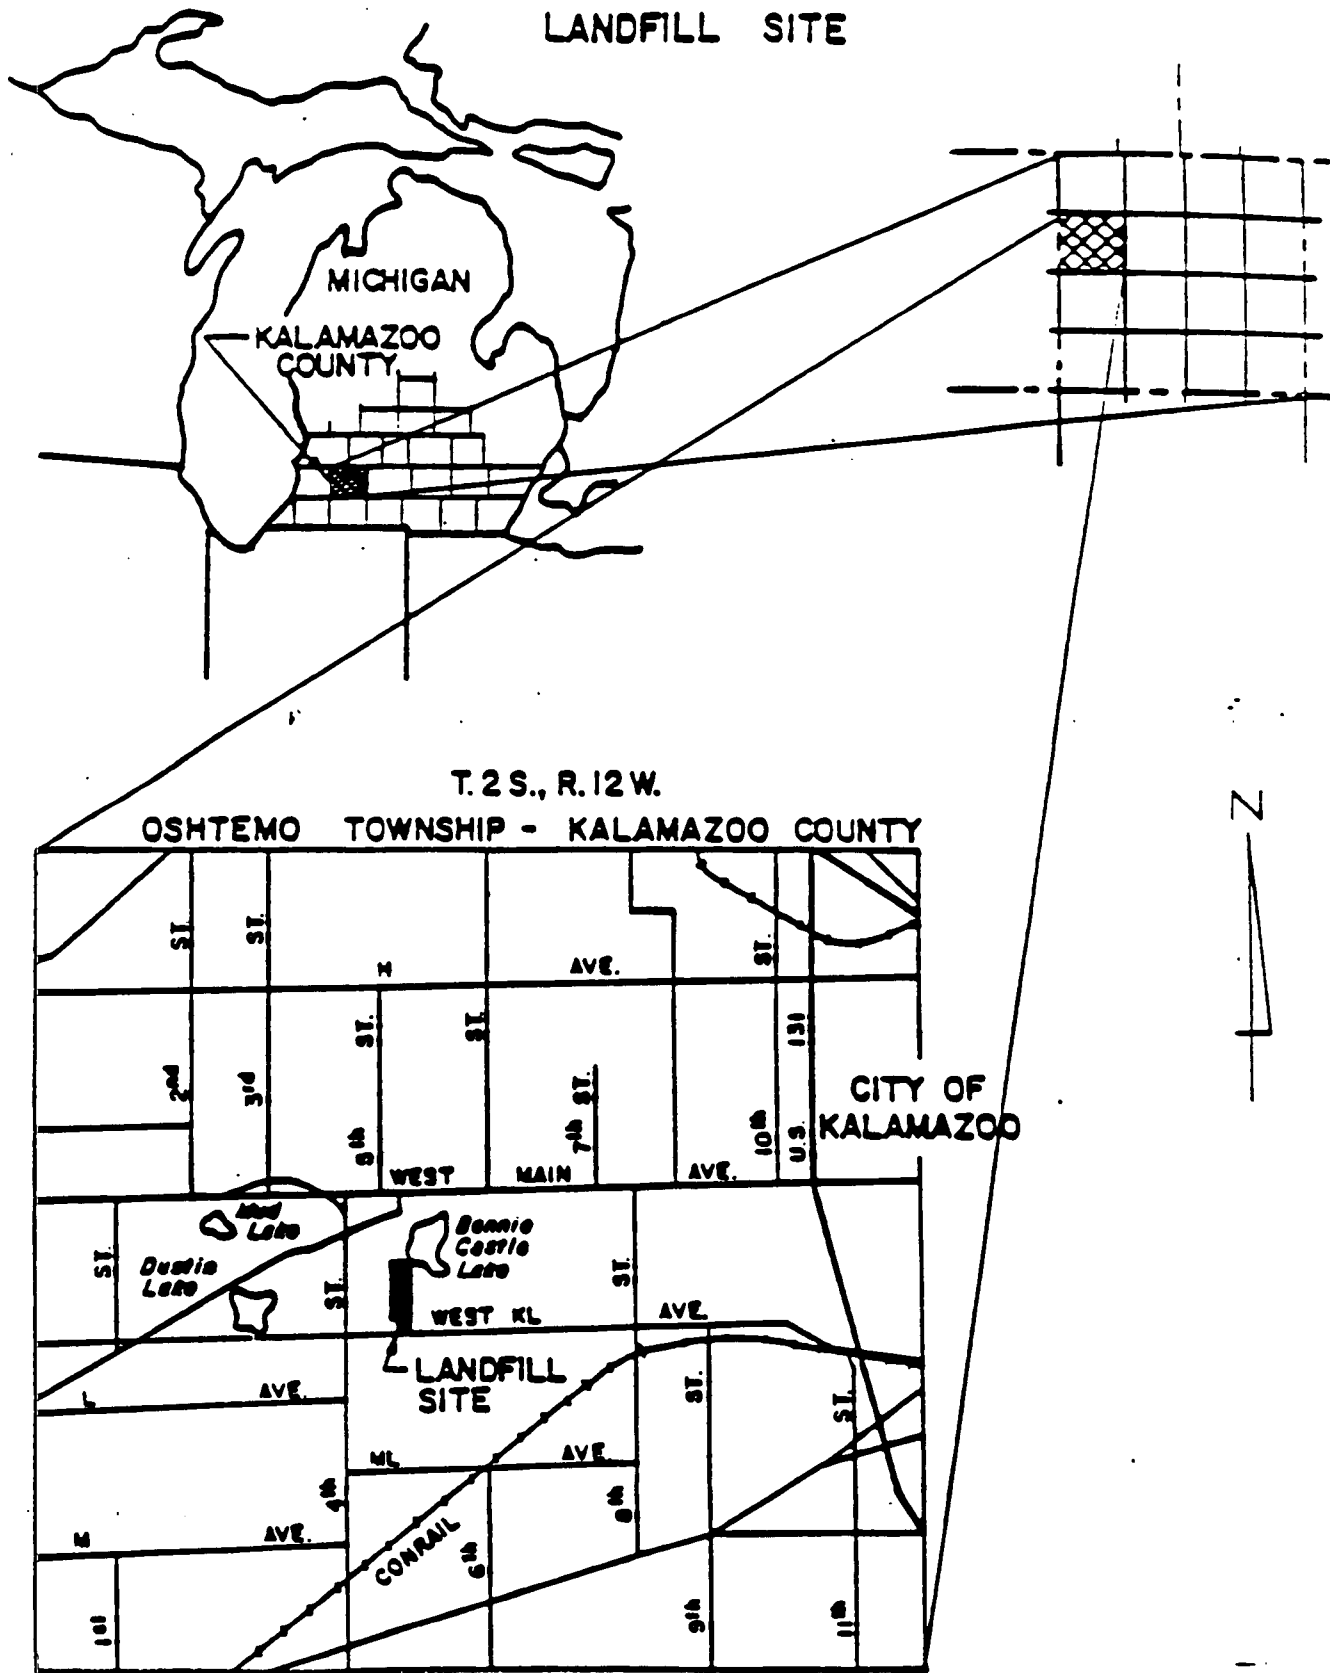 LANDFILL SITE
MICHIGAN
KALAMAZOO
COUNTY
T. 2 S., R. 12 W.
OSHTEMO TOWNSHIP - KALAMAZOO COUNTY
N
ST.
ST.
ST.
H AVE.
ST.
ST.
2nd
3rd
5th
7th ST.
10th
U.S. 131
CITY OF
KALAMAZOO
WEST MAIN AVE.
Mud
Lake
Bonnie
Castle
Lake
Dustin
Lake
ST.
ST.
ST.
WEST KL AVE.
LANDFILL
SITE
L AVE.
ST.
ST.
ML AVE.
4th
8th
M AVE.
CONRAIL
6th
1st
9th
11th